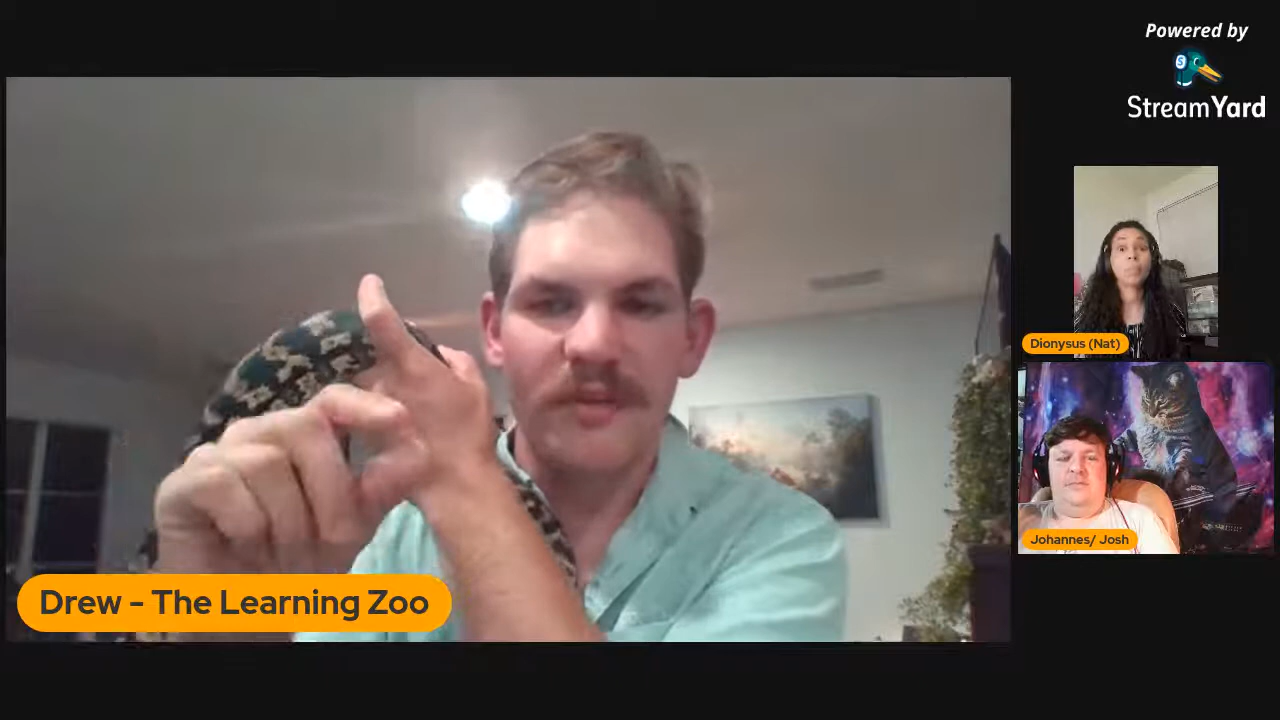 Powered by
StreamYard
Dionysus (Nat)
Johannes/ Josh
Drew - The Learning Zoo